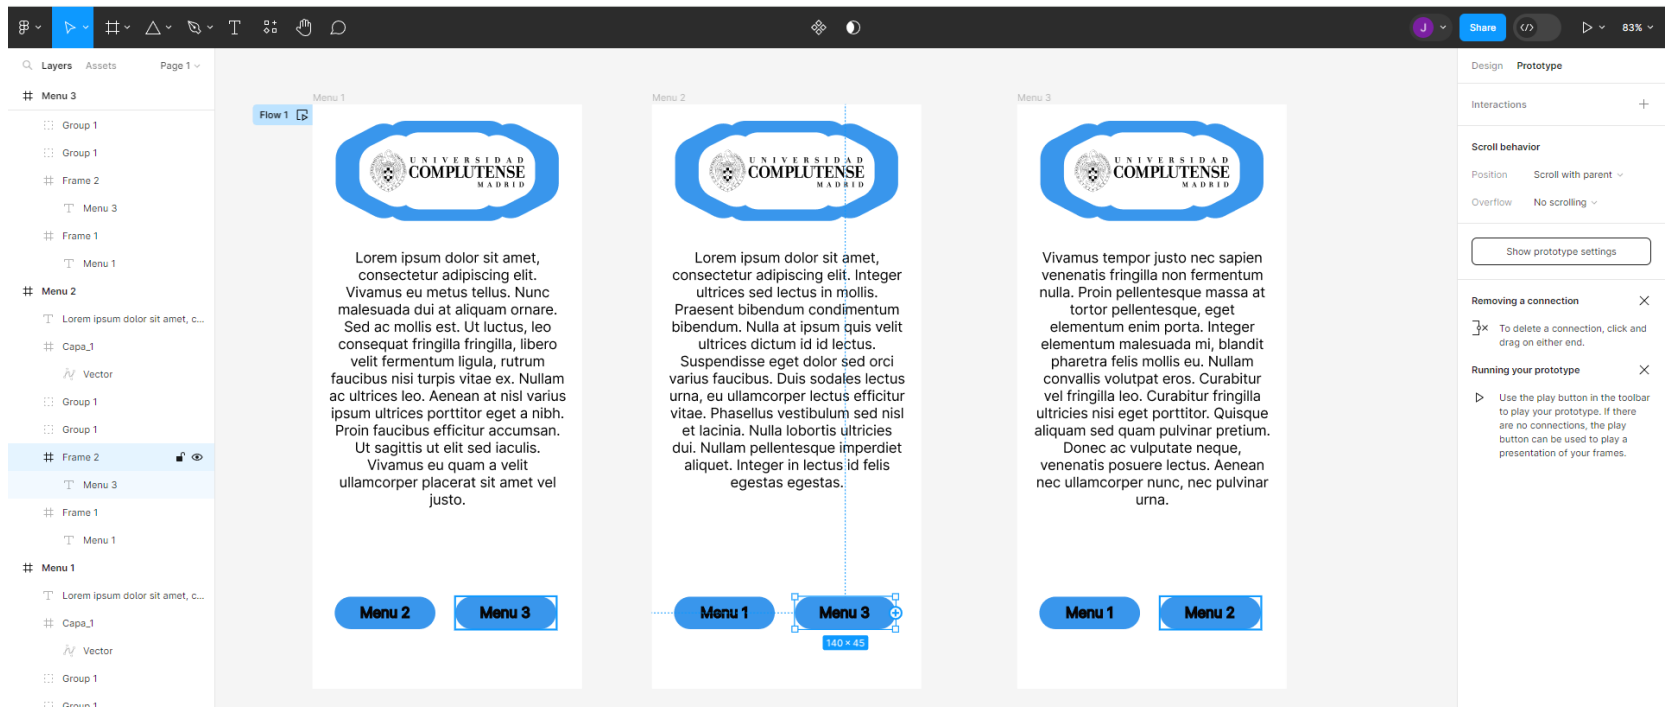 J
Share
83%
Layers
Assets
Page 1
Menu 3
Group 1
Group 1
Frame 2
Menu 3
Frame 1
Menu 1
Menu 2
Lorem ipsum dolor sit amet, c...
Capa_1
Vector
Group 1
Group 1
Frame 2
Menu 3
Frame 1
Menu 1
Menu 1
Lorem ipsum dolor sit amet, c...
Capa_1
Vector
Group 1
Group 1
Flow 1
Menu 1
UNIVERSIDAD
COMPLUTENSE
MADRID
Lorem ipsum dolor sit amet,
consectetur adipiscing elit.
Vivamus eu metus tellus. Nunc
malesuada dui at aliquam ornare.
Sed ac mollis est. Ut luctus, leo
consequat fringilla fringilla, libero
velit fermentum ligula, rutrum
faucibus nisi turpis vitae ex. Nullam
ac ultrices leo. Aenean at nisl varius
ipsum ultrices porttitor eget a nibh.
Proin faucibus efficitur accumsan.
Ut sagittis ut elit sed iaculis.
Vivamus eu quam a velit
ullamcorper placerat sit amet vel
justo.
Menu 2
Menu 3
Menu 2
UNIVERSIDAD
COMPLUTENSE
MADRID
Lorem ipsum dolor sit amet,
consectetur adipiscing elit. Integer
ultrices sed lectus in mollis.
Praesent bibendum condimentum
bibendum. Nulla at ipsum quis velit
ultrices dictum id id lectus.
Suspendisse eget dolor sed orci
varius faucibus. Duis sodales lectus
urna, eu ullamcorper lectus efficitur
vitae. Phasellus vestibulum sed nisl
et lacinia. Nulla lobortis ultricies
dui. Nullam pellentesque imperdiet
aliquet. Integer in lectus id felis
egestas egestas.
Menu 1
Menu 3
140 × 45
Menu 3
UNIVERSIDAD
COMPLUTENSE
MADRID
Vivamus tempor justo nec sapien
venenatis fringilla non fermentum
nulla. Proin pellentesque massa at
tortor pellentesque, eget
elementum enim porta. Integer
elementum malesuada mi, blandit
pharetra felis mollis eu. Nullam
convallis volutpat eros. Curabitur
vel fringilla leo. Curabitur fringilla
ultricies nisi eget porttitor. Quisque
aliquam sed quam pulvinar pretium.
Donec ac vulputate neque,
venenatis posuere lectus. Aenean
nec ullamcorper nunc, nec pulvinar
urna.
Menu 1
Menu 2
Design
Prototype
Interactions
Scroll behavior
Position
Scroll with parent
Overflow
No scrolling
Show prototype settings
Removing a connection
To delete a connection, click and
drag on either end.
Running your prototype
Use the play button in the toolbar
to play your prototype. If there
are no connections, the play
button can be used to play a
presentation of your frames.